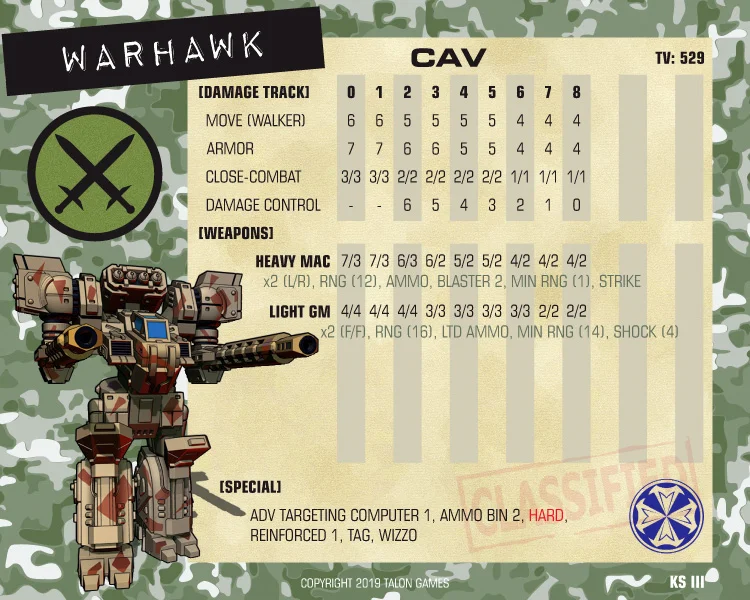 WARHAWK
CAV
TV: 529
[DAMAGE TRACK] 0 1 2 3 4 5 6 7 8
MOVE (WALKER) 6 6 5 5 5 5 4 4 4
ARMOR 7 7 6 6 5 5 4 4 4
CLOSE-COMBAT 3/3 3/3 2/2 2/2 2/2 2/2 1/1 1/1 1/1
DAMAGE CONTROL - - 6 5 4 3 2 1 0
[WEAPONS]
HEAVY MAC 7/3 7/3 6/3 6/2 5/2 5/2 4/2 4/2 4/2
x2 (L/R), RNG (12), AMMO, BLASTER 2, MIN RNG (1), STRIKE
LIGHT GM 4/4 4/4 4/4 3/3 3/3 3/3 3/3 2/2 2/2
x2 (F/F), RNG (16), LTD AMMO, MIN RNG (14), SHOCK (4)
CLASSIFIED
[SPECIAL]
ADV TARGETING COMPUTER 1, AMMO BIN 2, HARD,
REINFORCED 1, TAG, WIZZO
COPYRIGHT 2019 TALON GAMES
KS III